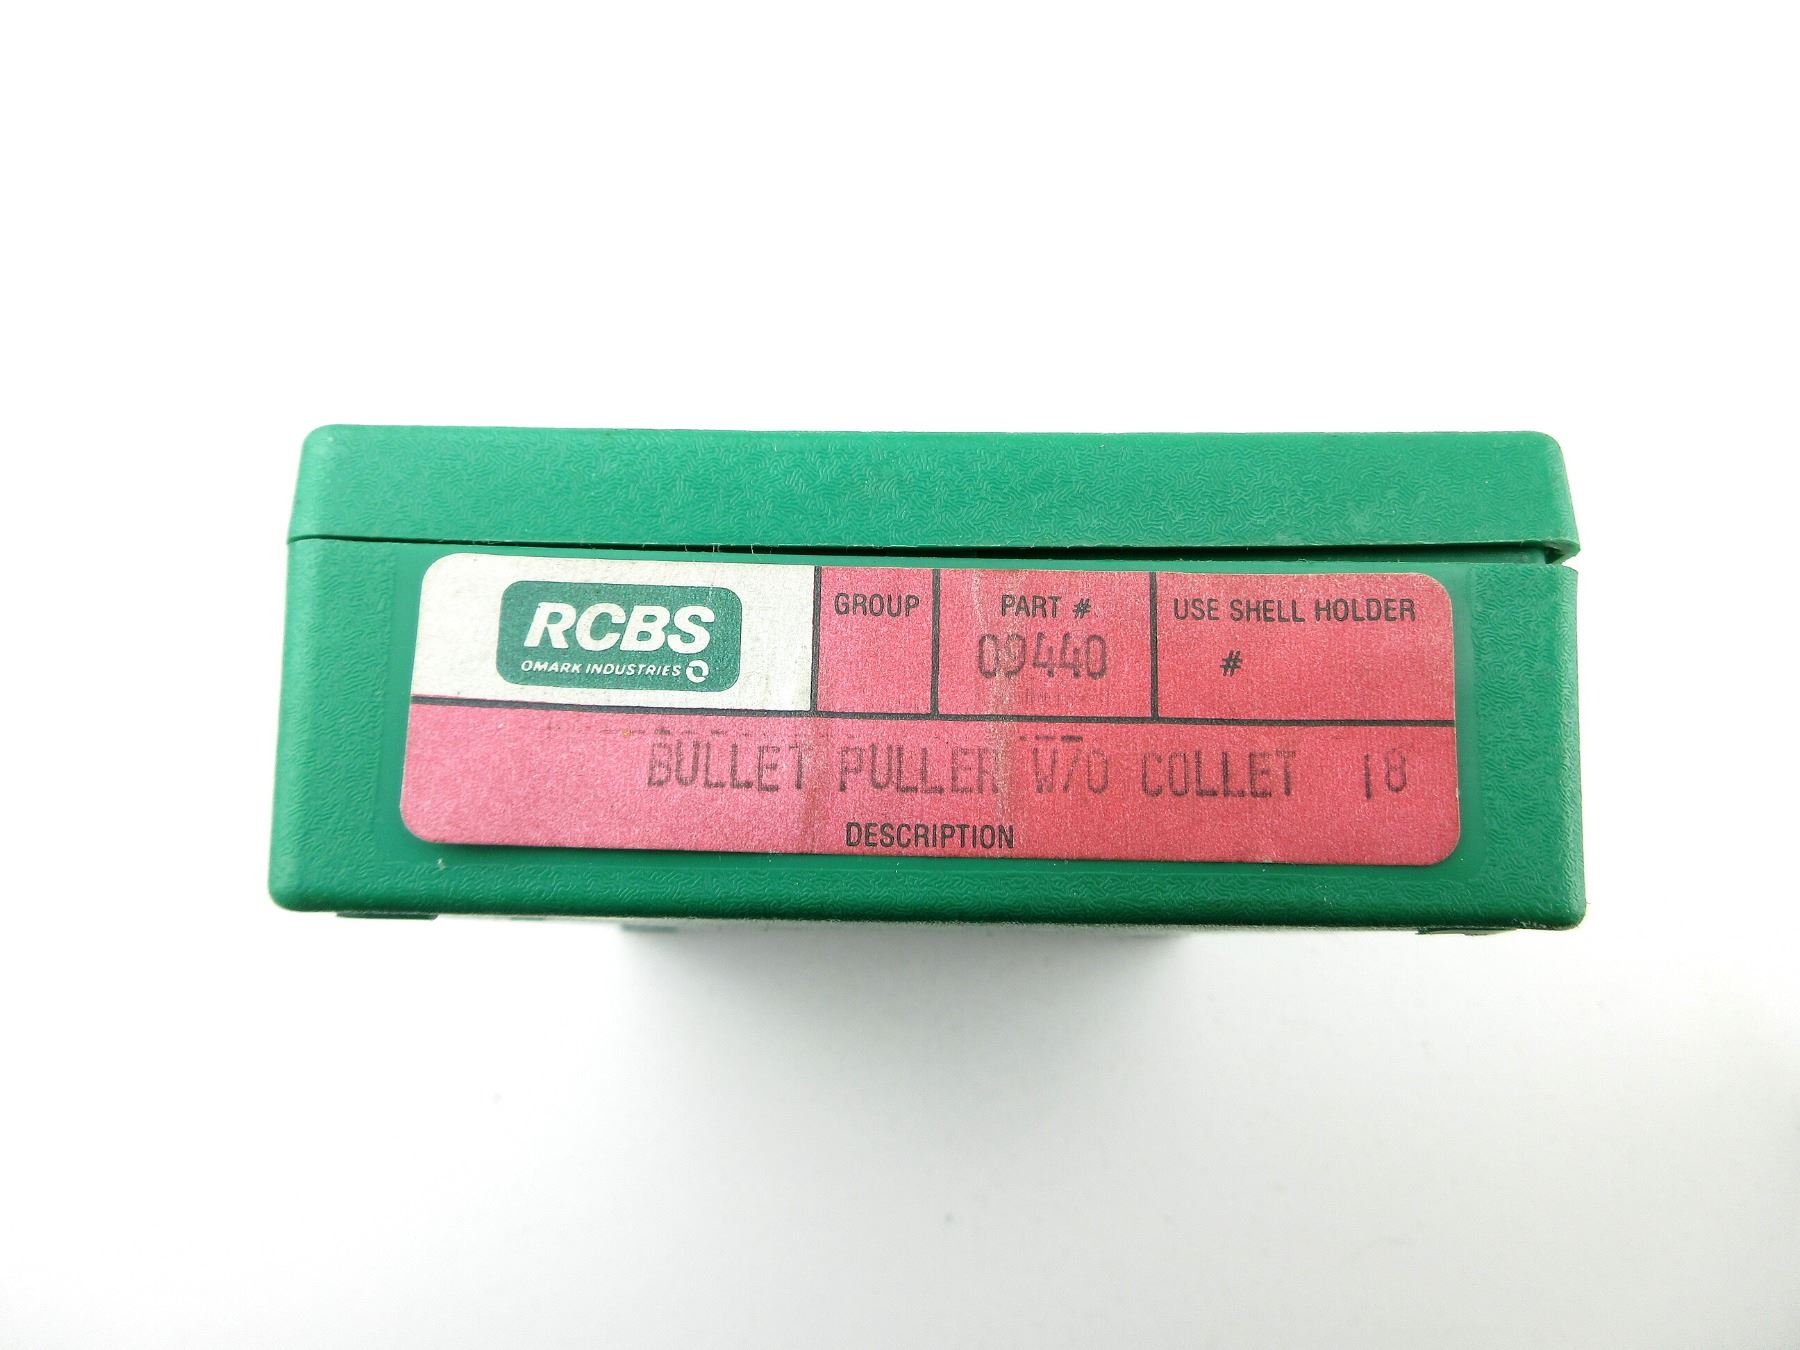 RCBS
OMARK INDUSTRIES
GROUP
PART #
09440
USE SHELL HOLDER
#
BULLET PULLER W/O COLLET 18
DESCRIPTION